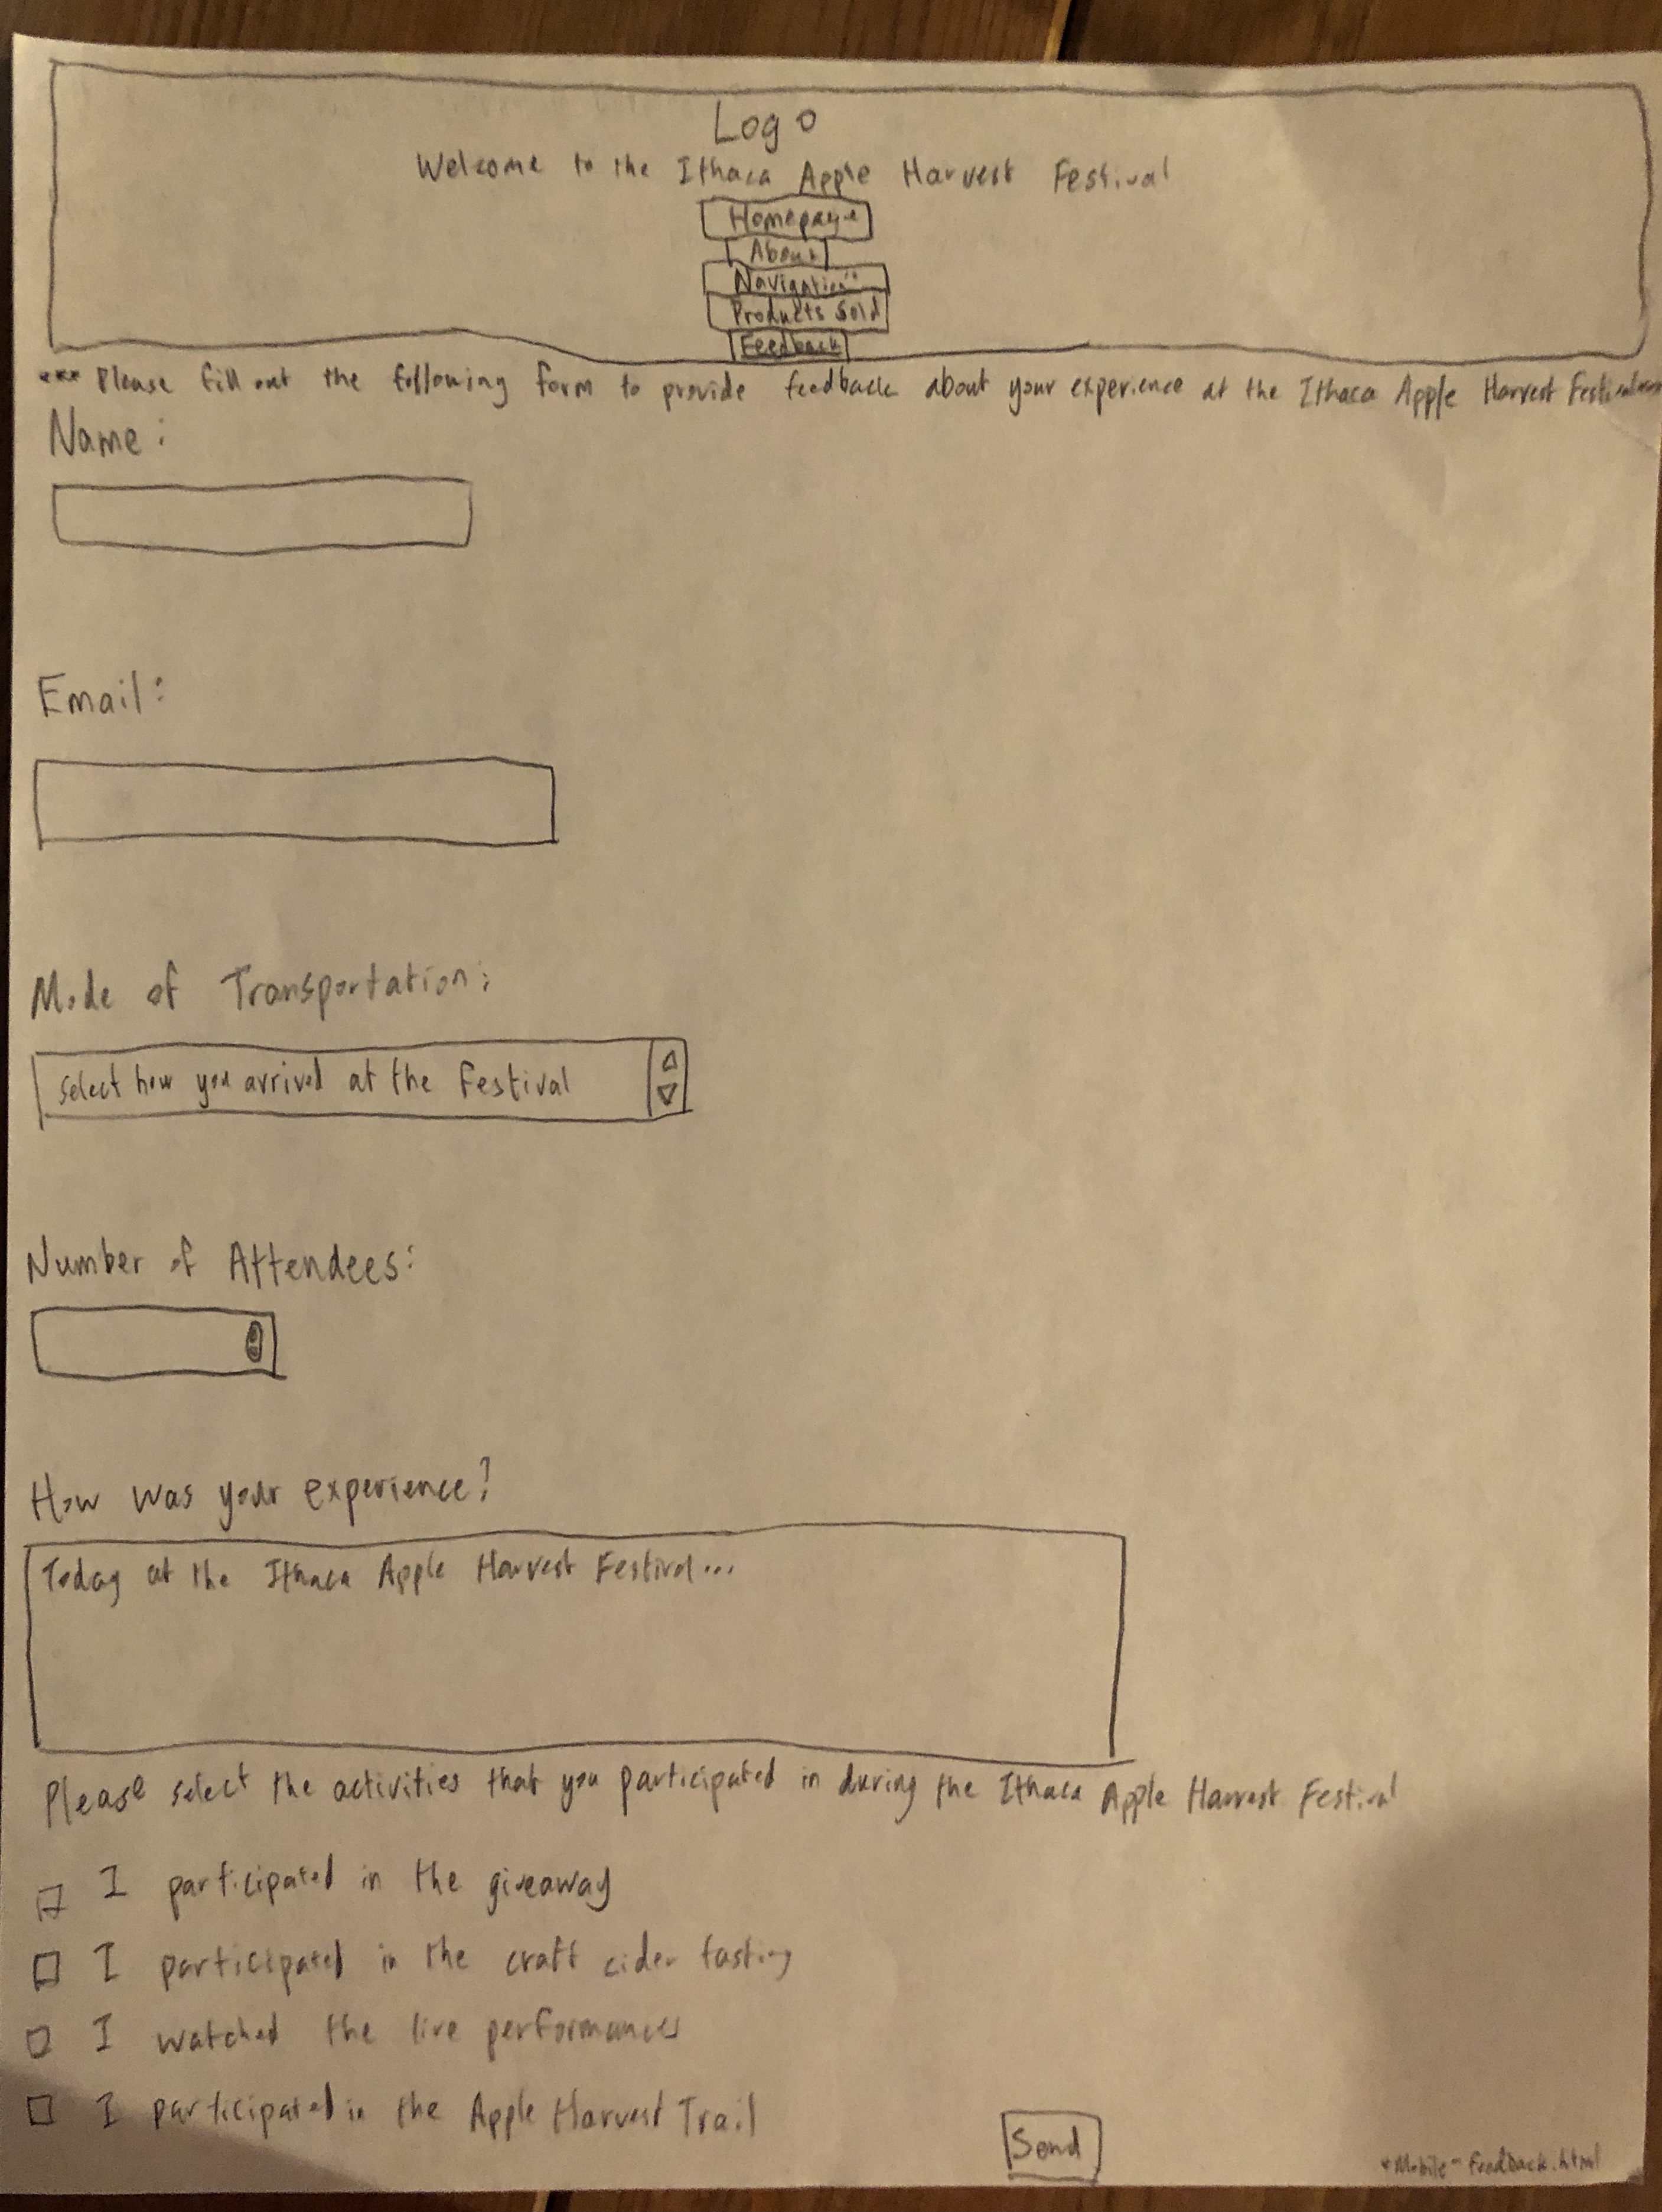 Logo
Welcome to the Ithaca Apple Harvest Festival
Homepage
About
Navigation
Products Sold
Feedback
*** Please fill out the following form to provide feedback about your experience at the Ithaca Apple Harvest Festival***
Name:
Email:
Mode of Transportation:
Select how you arrived at the festival
Number of Attendees:
How was your experience?
Today at the Ithaca Apple Harvest Festival...
Please select the activities that you participated in during the Ithaca Apple Harvest Festival
I participated in the giveaway
I participated in the craft cider tasting
I watched the live performances
I participated in the Apple Harvest Trail
Send
*Mobile-feedback.html